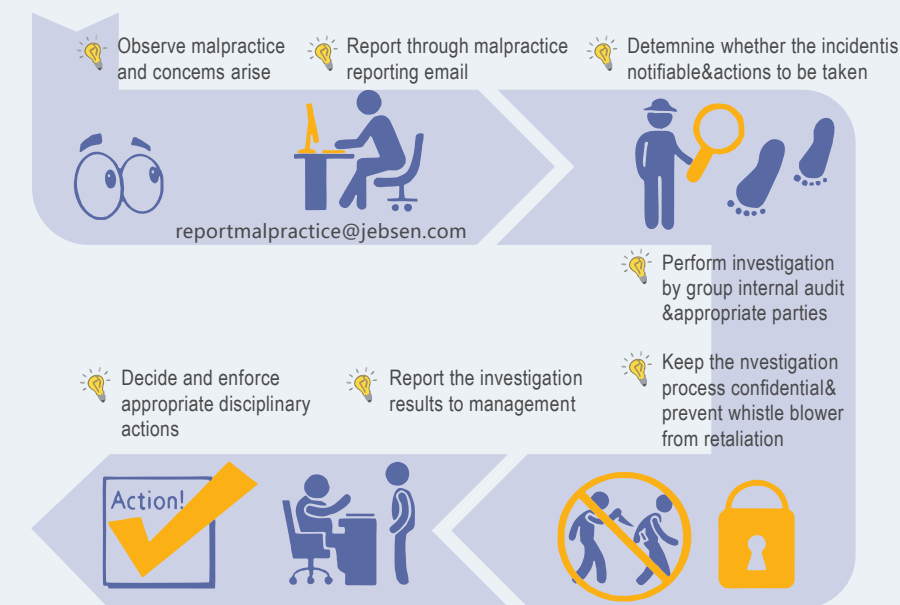 Observe malpractice
and concems arise
Report through malpractice
reporting email
Detemnine whether the incidentis
notifiable&actions to be taken
reportmalpractice@jebsen.com
Perform investigation
by group internal audit
&appropriate parties
Keep the nvestigation
process confidential&
prevent whistle blower
from retaliation
Report the investigation
results to management
Decide and enforce
appropriate disciplinary
actions
Action!